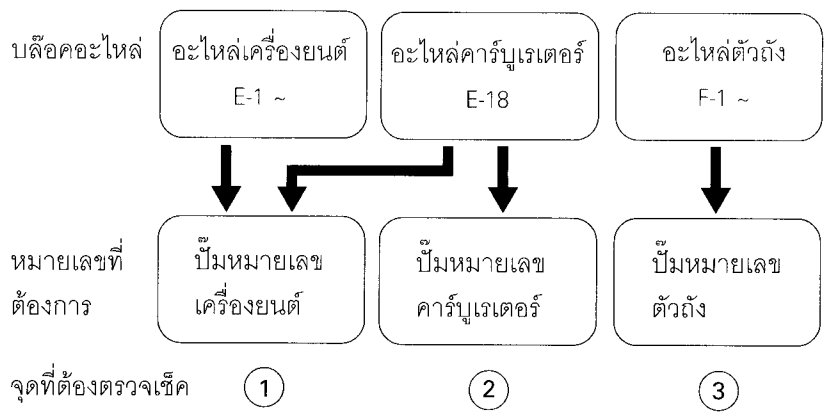 บล๊อคอะไหล่
อะไหล่เครื่องยนต์
E-1 ~
อะไหล่คาร์บูเรเตอร์
E-18
อะไหล่ตัวถัง
F-1 ~
หมายเลขที่
ต้องการ
ปั๊มหมายเลข
เครื่องยนต์
ปั๊มหมายเลข
คาร์บูเรเตอร์
ปั๊มหมายเลข
ตัวถัง
จุดที่ต้องตรวจเช็ค
1
2
3